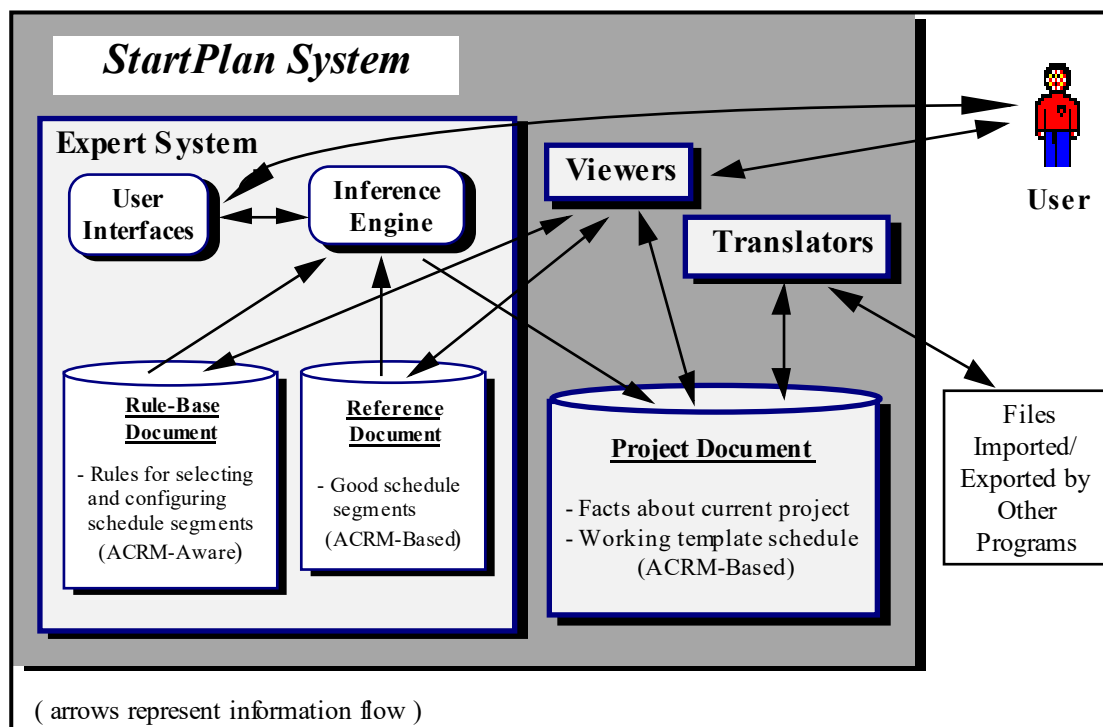 StartPlan System
Expert System
User
Interfaces
Inference
Engine
Viewers
Translators
User
Rule-Base
Document
- Rules for selecting
and configuring
schedule segments
(ACRM-Aware)
Reference
Document
- Good schedule
segments
(ACRM-Based)
Project Document
- Facts about current project
- Working template schedule
(ACRM-Based)
Files
Imported/
Exported by
Other
Programs
( arrows represent information flow )